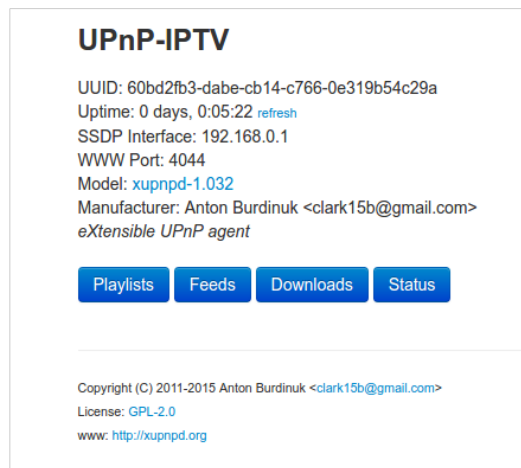 UPnP-IPTV
UUID: 60bd2fb3-dabe-cb14-c766-0e319b54c29a
Uptime: 0 days, 0:05:22 refresh
SSDP Interface: 192.168.0.1
WWW Port: 4044
Model: xupnpd-1.032
Manufacturer: Anton Burdinuk <clark15b@gmail.com>
eXtensible UPnP agent
Playlists Feeds Downloads Status
Copyright (C) 2011-2015 Anton Burdinuk <clark15b@gmail.com>
License: GPL-2.0
www: http://xupnpd.org